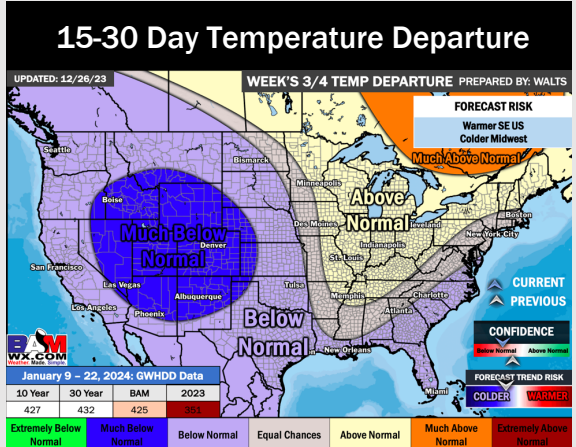 15-30 Day Temperature Departure
UPDATED: 12/26/23
WEEK'S 3/4 TEMP DEPARTURE PREPARED BY: WALTS
FORECAST RISK
Warmer SE US
Colder Midwest
Much Above Normal
Seattle
Bismarck
Minneapolis
Boise
Above
Normal
Boston
New York City
Des Moines
leveland
Much Below
Normal
Denver
Indianapolis
St. Louis
San Francisco
Las Vegas
Tulsa
Memphis
Charlotte
Los Angeles
Albuquerque
Phoenix
Atlanta
Below
Normal
New Orleans
Miami
CURRENT
PREVIOUS
CONFIDENCE
Below Normal Above Normal
FORECAST TREND RISK
COLDER WARMER
BAM
WX.COM
Weather. Made. Simple.
January 9 – 22, 2024: GWHDD Data
10 Year 30 Year BAM 2023
427 432 425 351
Extremely Below Normal
Much Below Normal
Below Normal
Equal Chances
Above Normal
Much Above Normal
Extremely Above Normal